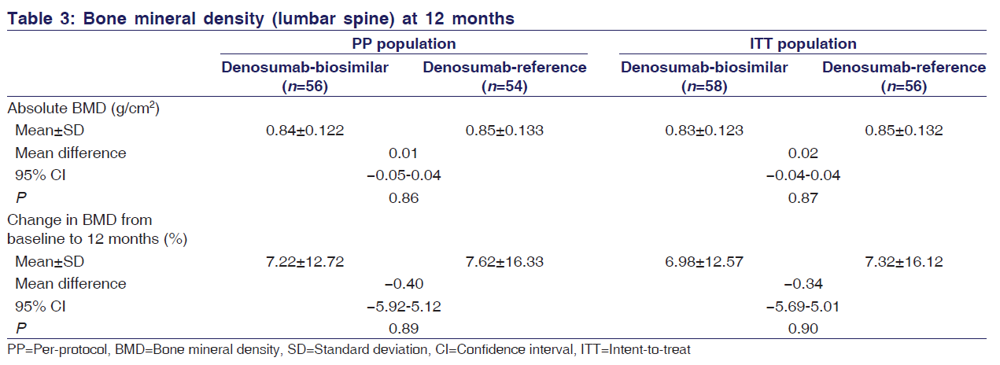 Table 3: Bone mineral density (lumbar spine) at 12 months
PP population ITT population
Denosumab-biosimilar Denosumab-reference Denosumab-biosimilar Denosumab-reference
(n=56) (n=54) (n=58) (n=56)
Absolute BMD (g/cm²)
Mean±SD 0.84±0.122 0.85±0.133 0.83±0.123 0.85±0.132
Mean difference 0.01 0.02
95% CI −0.05-0.04 −0.04-0.04
P 0.86 0.87
Change in BMD from
baseline to 12 months (%)
Mean±SD 7.22±12.72 7.62±16.33 6.98±12.57 7.32±16.12
Mean difference −0.40 −0.34
95% CI −5.92-5.12 −5.69-5.01
P 0.89 0.90
PP=Per-protocol, BMD=Bone mineral density, SD=Standard deviation, CI=Confidence interval, ITT=Intent-to-treat